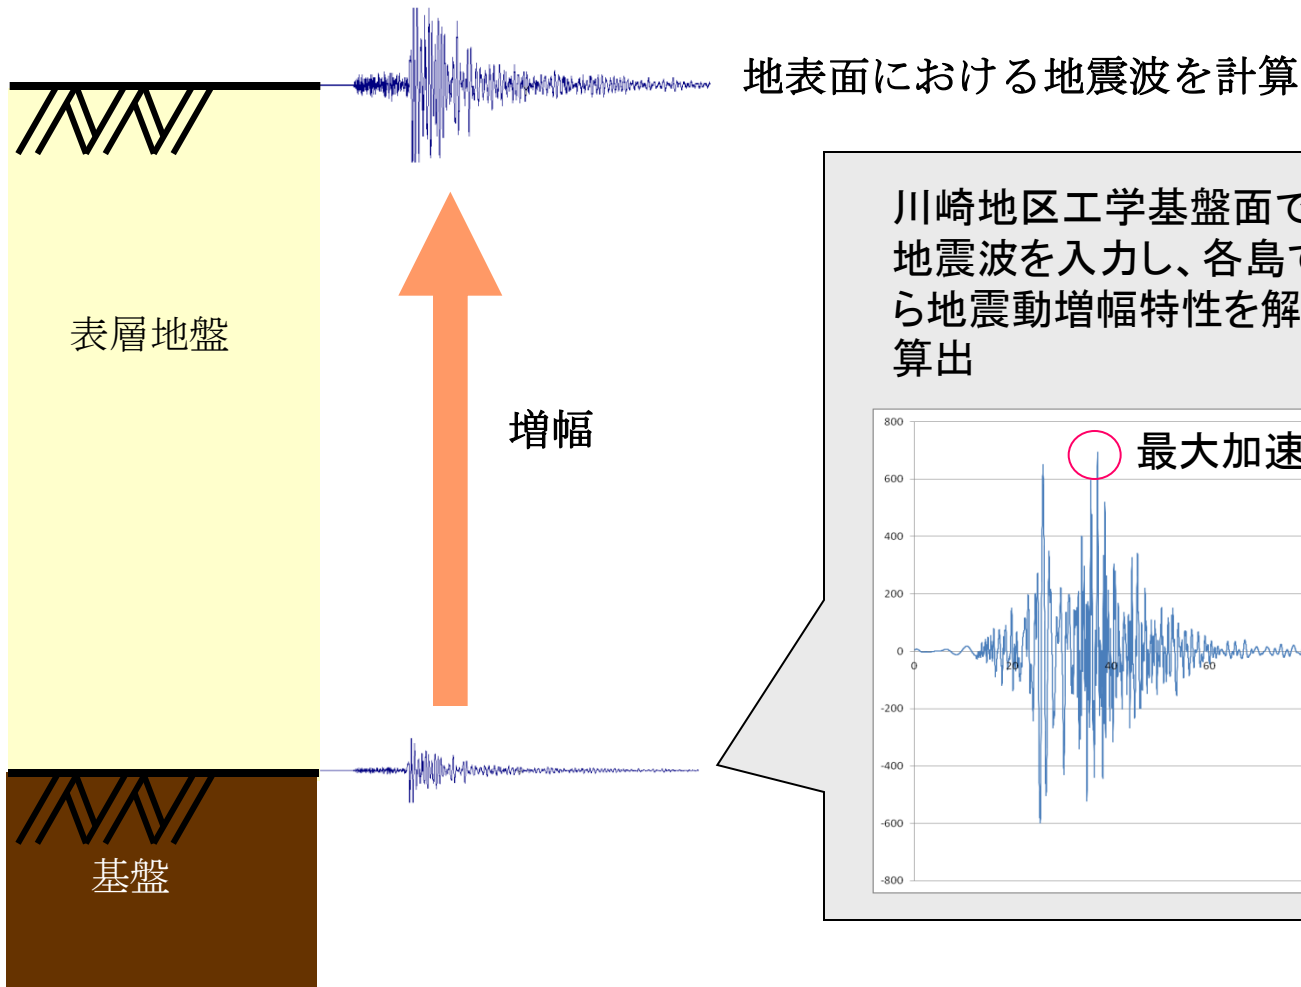 地表面における地震波を計算
川崎地区工学基盤面で
地震波を入力し、各島で
ら地震動増幅特性を解
算出
表層地盤
増幅
最大加速
800
600
400
200
0
-200
-400
-600
-800
0
20
40
60
基盤